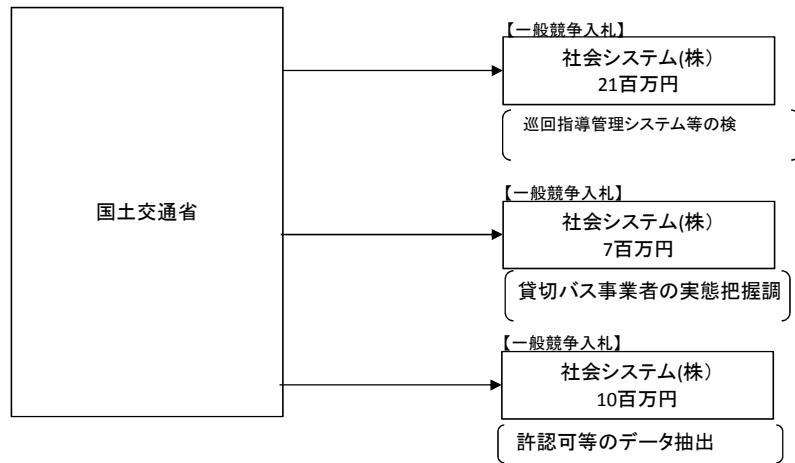 国土交通省
【一般競争入札】
社会システム(株)
21百万円
巡回指導管理システム等の検
【一般競争入札】
社会システム(株)
7百万円
貸切バス事業者の実態把握調
【一般競争入札】
社会システム(株)
10百万円
許認可等のデータ抽出